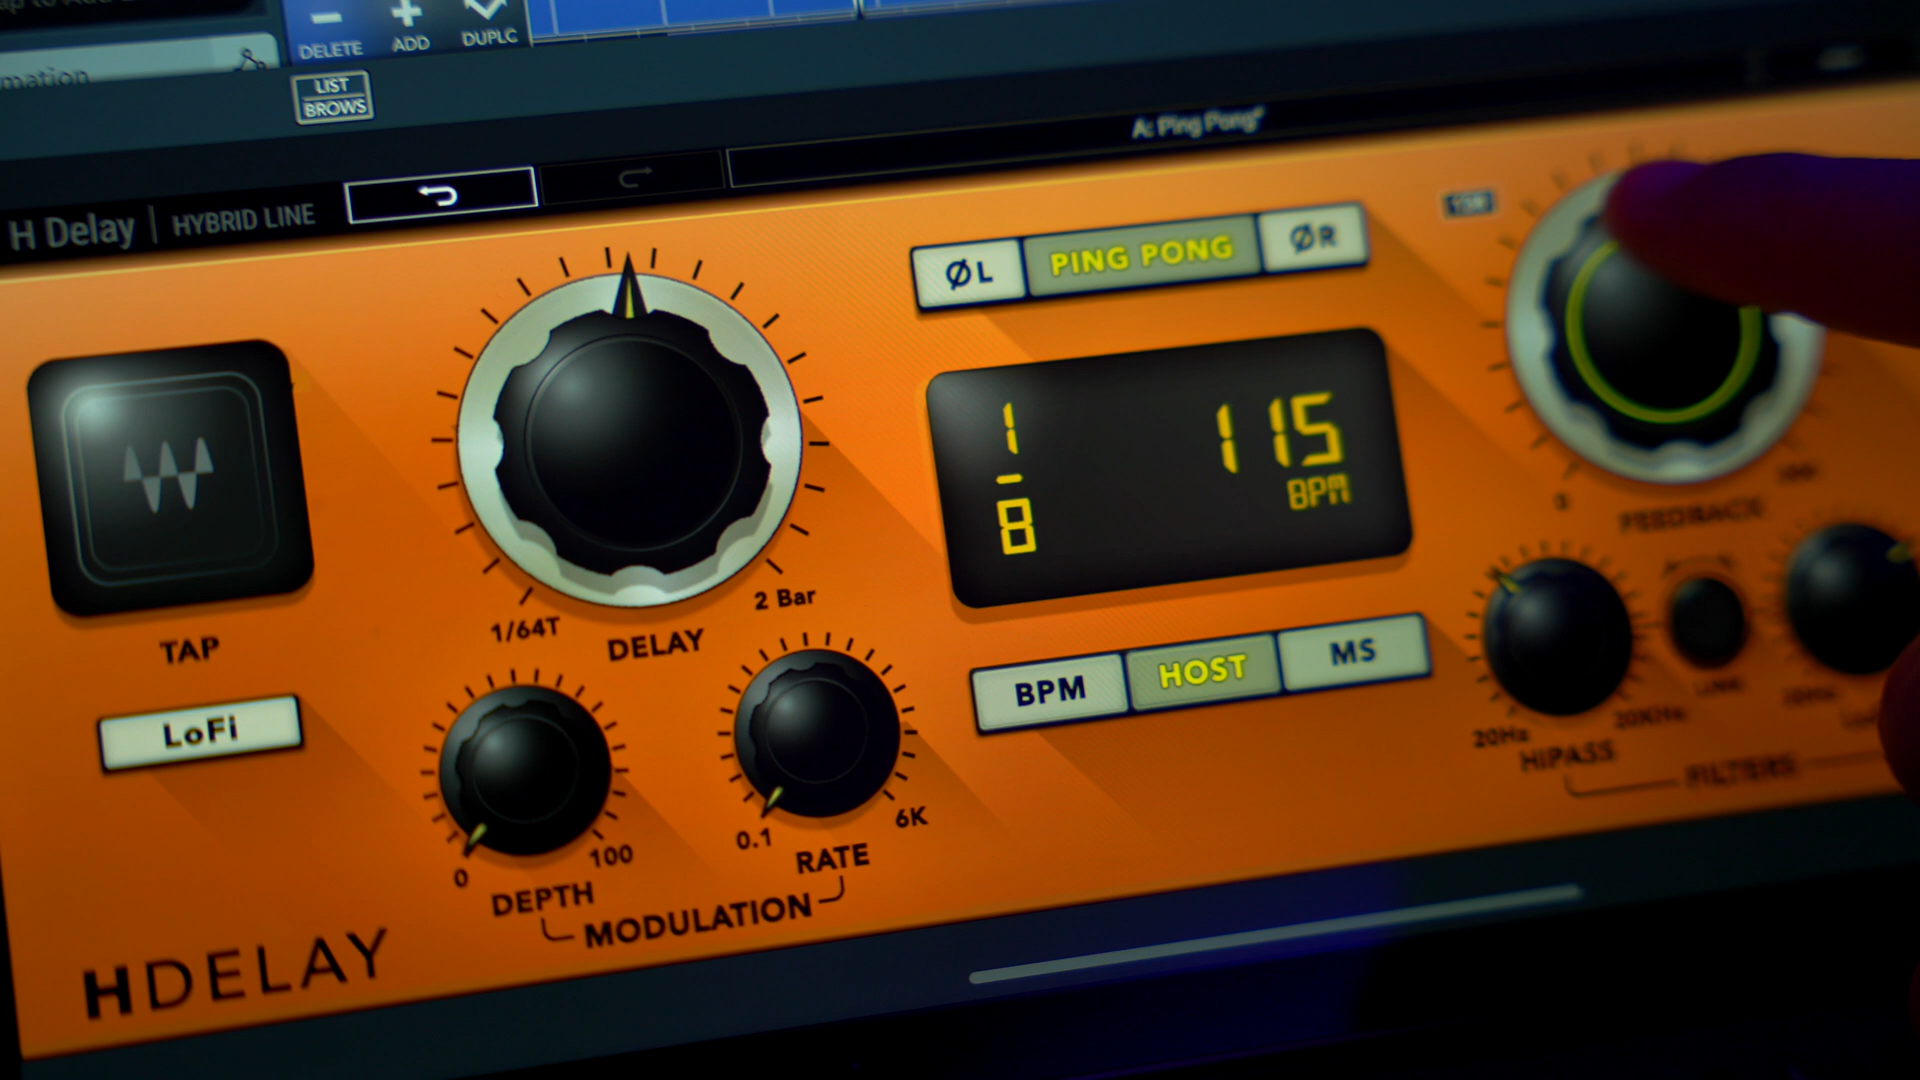 DELETE ADD DUPLC
mation
LIST
BROWS
A: Ping Pong*
H Delay | HYBRID LINE
ØL PING PONG ØR
1
8
115
BPM
0
FEEDBACK
TAP
1/64T
DELAY
2 Bar
BPM HOST MS
LoFi
20Hz
20KHz
HIPASS
FILTERS
0
100
DEPTH
0.1
6K
RATE
MODULATION
HDELAY